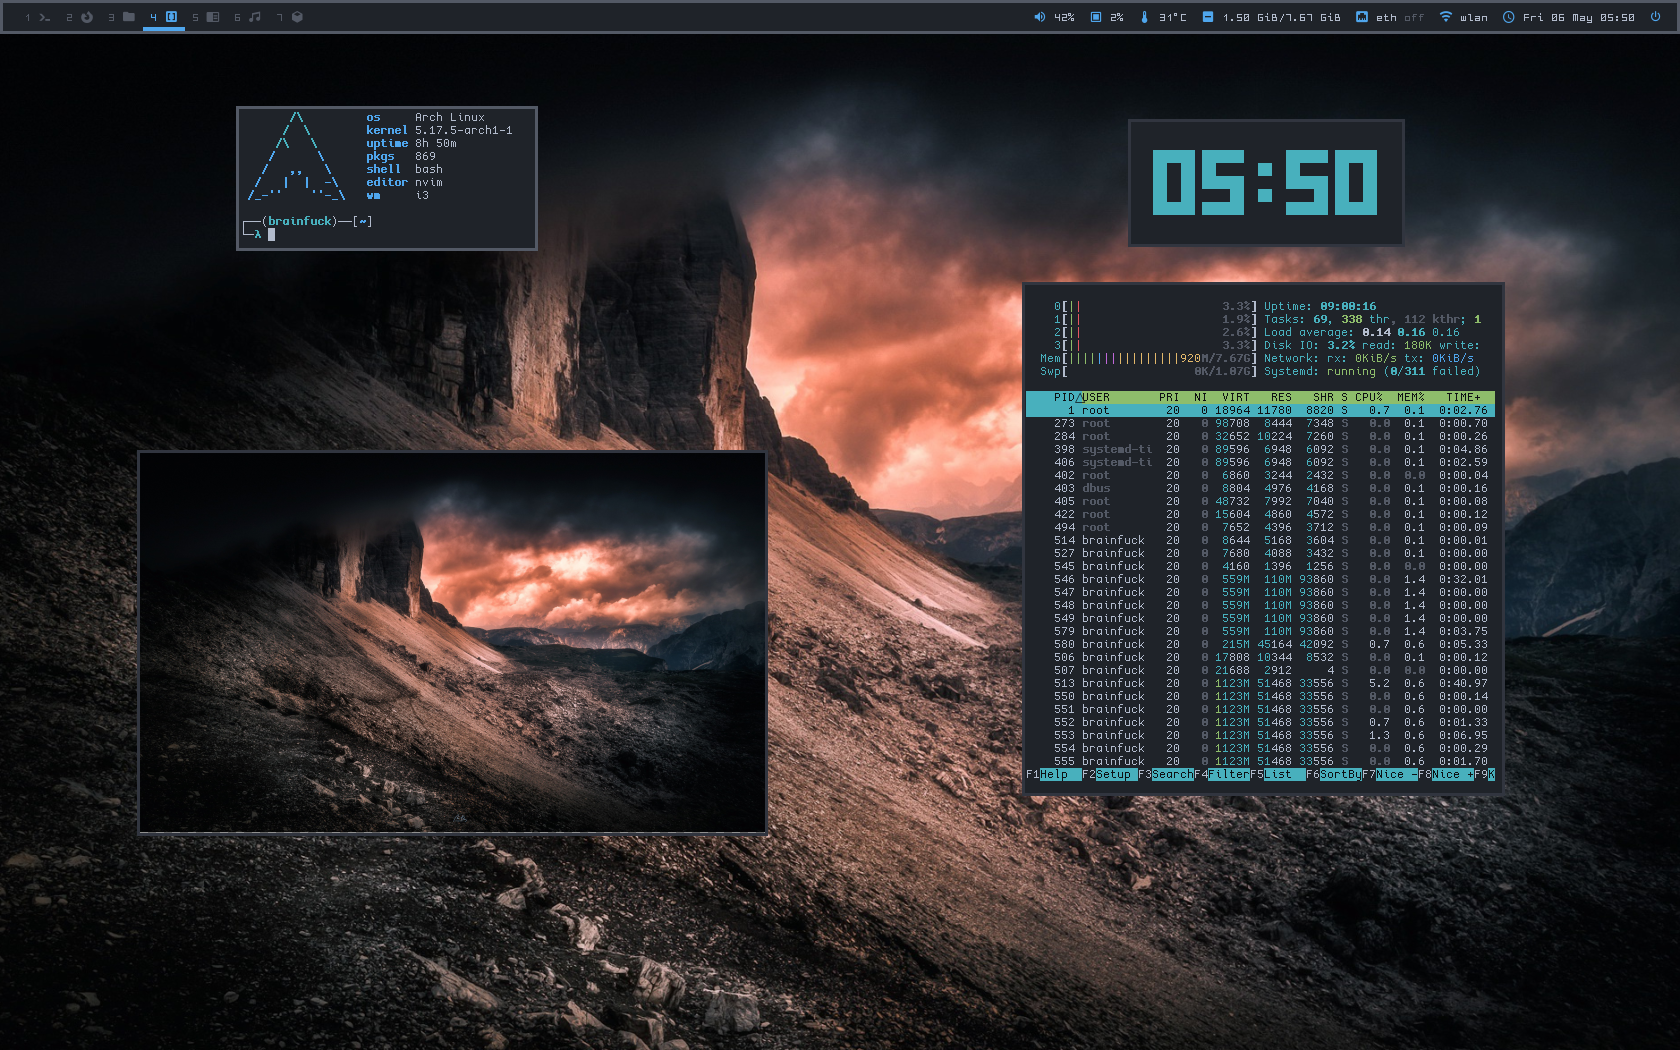 1 2 3 4 5 6 7 42% 2% 31°C 1.50 GiB/7.67 GiB eth off wlan Fri 06 May 05:50
os Arch Linux
kernel 5.17.5-arch1-1
uptime 8h 50m
pkgs 869
shell bash
editor nvim
wm i3
┌──(brainfuck)──[~]
└─λ
05:50
0[|| 3.3%] Uptime: 09:00:16
1[|| 1.9%] Tasks: 69, 338 thr, 112 kthr; 1
2[|| 2.6%] Load average: 0.14 0.16 0.16
3[|| 3.3%] Disk IO: 3.2% read: 180K write:
Mem[||||||||||||||||920M/7.67G] Network: rx: 0KiB/s tx: 0KiB/s
Swp[ 0K/1.07G] Systemd: running (0/311 failed)
PID△USER PRI NI VIRT RES SHR S CPU% MEM% TIME+
1 root 20 0 18964 11780 8820 S 0.7 0.1 0:02.76
273 root 20 0 98708 8444 7348 S 0.0 0.1 0:00.70
284 root 20 0 32652 10224 7260 S 0.0 0.1 0:00.26
398 systemd-ti 20 0 89596 6948 6092 S 0.0 0.1 0:04.86
406 systemd-ti 20 0 89596 6948 6092 S 0.0 0.1 0:02.59
402 root 20 0 6860 3244 2432 S 0.0 0.0 0:00.04
403 dbus 20 0 8804 4976 4168 S 0.0 0.1 0:00.16
405 root 20 0 48732 7992 7040 S 0.0 0.1 0:00.08
422 root 20 0 15604 4860 4572 S 0.0 0.1 0:00.12
494 root 20 0 7652 4396 3712 S 0.0 0.1 0:00.09
514 brainfuck 20 0 8644 5168 3604 S 0.0 0.1 0:00.01
527 brainfuck 20 0 7680 4088 3432 S 0.0 0.1 0:00.00
545 brainfuck 20 0 4160 1396 1256 S 0.0 0.0 0:00.00
546 brainfuck 20 0 559M 110M 93860 S 0.0 1.4 0:32.01
547 brainfuck 20 0 559M 110M 93860 S 0.0 1.4 0:00.00
548 brainfuck 20 0 559M 110M 93860 S 0.0 1.4 0:00.00
549 brainfuck 20 0 559M 110M 93860 S 0.0 1.4 0:00.00
579 brainfuck 20 0 559M 110M 93860 S 0.0 1.4 0:03.75
580 brainfuck 20 0 215M 45164 42092 S 0.7 0.6 0:05.33
506 brainfuck 20 0 17808 10344 8532 S 0.0 0.1 0:00.12
507 brainfuck 20 0 21688 2912 4 S 0.0 0.0 0:00.00
513 brainfuck 20 0 1123M 51468 33556 S 5.2 0.6 0:40.97
550 brainfuck 20 0 1123M 51468 33556 S 0.0 0.6 0:00.14
551 brainfuck 20 0 1123M 51468 33556 S 0.0 0.6 0:00.00
552 brainfuck 20 0 1123M 51468 33556 S 0.7 0.6 0:01.33
553 brainfuck 20 0 1123M 51468 33556 S 1.3 0.6 0:06.95
554 brainfuck 20 0 1123M 51468 33556 S 0.0 0.6 0:00.29
555 brainfuck 20 0 1123M 51468 33556 S 0.0 0.6 0:01.70
F1Help F2Setup F3SearchF4FilterF5List F6SortByF7Nice -F8Nice +F9K